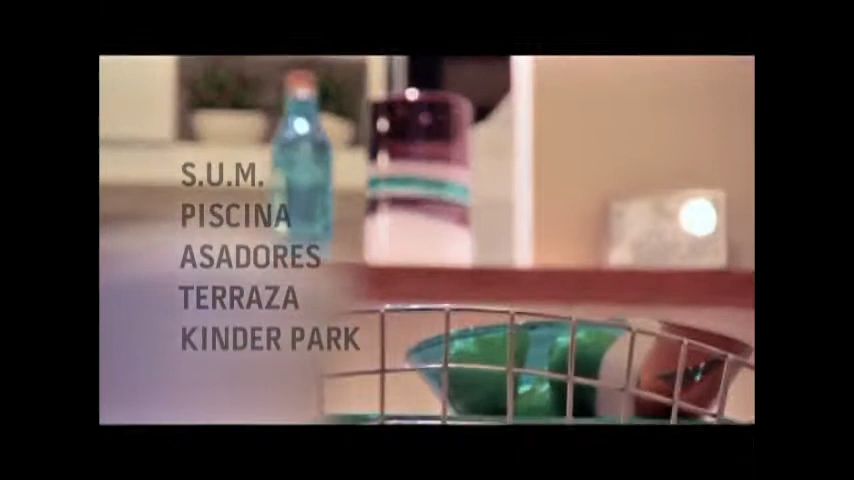 S.U.M.
PISCINA
ASADORES
TERRAZA
KINDER PARK